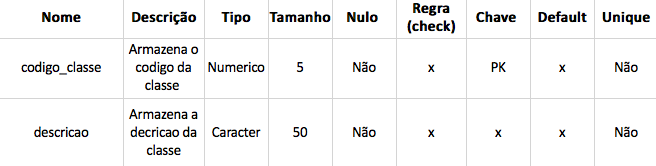 Nome Descrição Tipo Tamanho Nulo Regra (check) Chave Default Unique
codigo_classe Armazena o codigo da classe Numerico 5 Não x PK x Não
descricao Armazena a decricao da classe Caracter 50 Não x x x Não